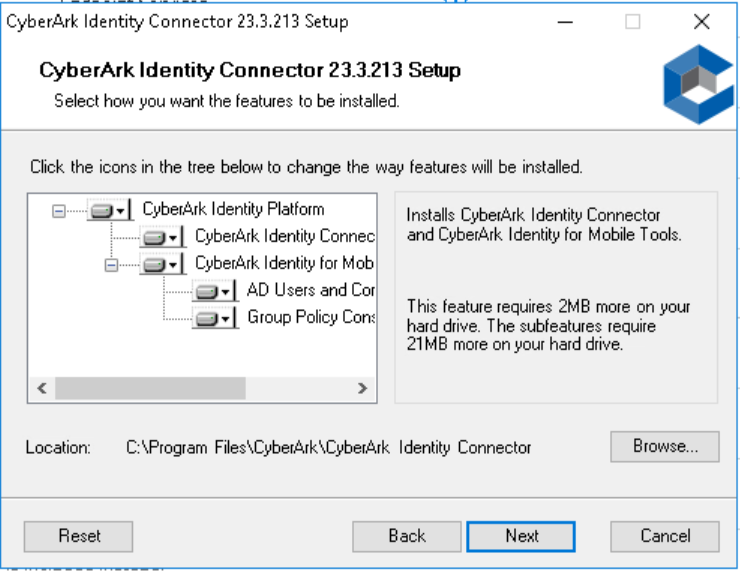 CyberArk Identity Connector 23.3.213 Setup
CyberArk Identity Connector 23.3.213 Setup
Select how you want the features to be installed.
Click the icons in the tree below to change the way features will be installed.
CyberArk Identity Platform
CyberArk Identity Connec
CyberArk Identity for Mob
AD Users and Cor
Group Policy Cons
Installs CyberArk Identity Connector
and CyberArk Identity for Mobile Tools.
This feature requires 2MB more on your
hard drive. The subfeatures require
21MB more on your hard drive.
Location: C:\Program Files\CyberArk\CyberArk Identity Connector
Browse...
Reset
Back
Next
Cancel